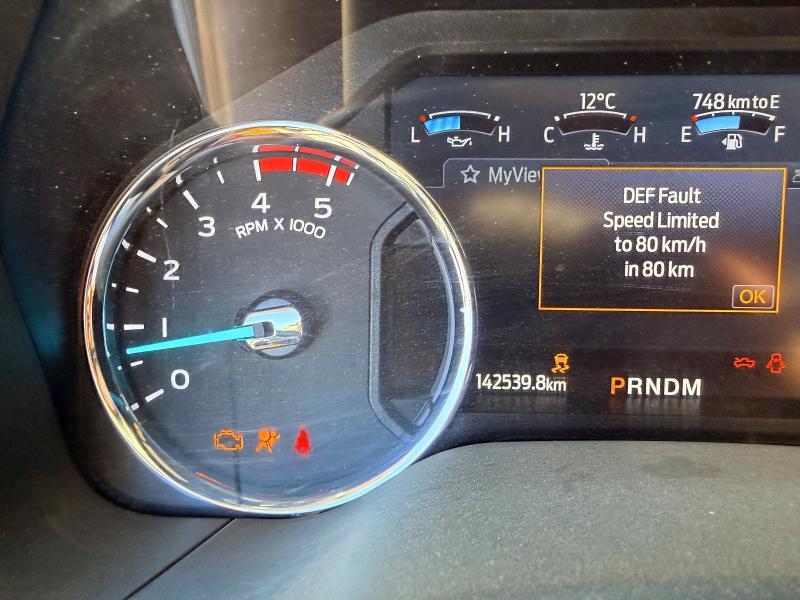 12°C
748 km to E
L H
C H
E F
MyView
DEF Fault
Speed Limited
to 80 km/h
in 80 km
OK
142539.8km
PRNDM
0
1
2
3
4
5
RPM X 1000